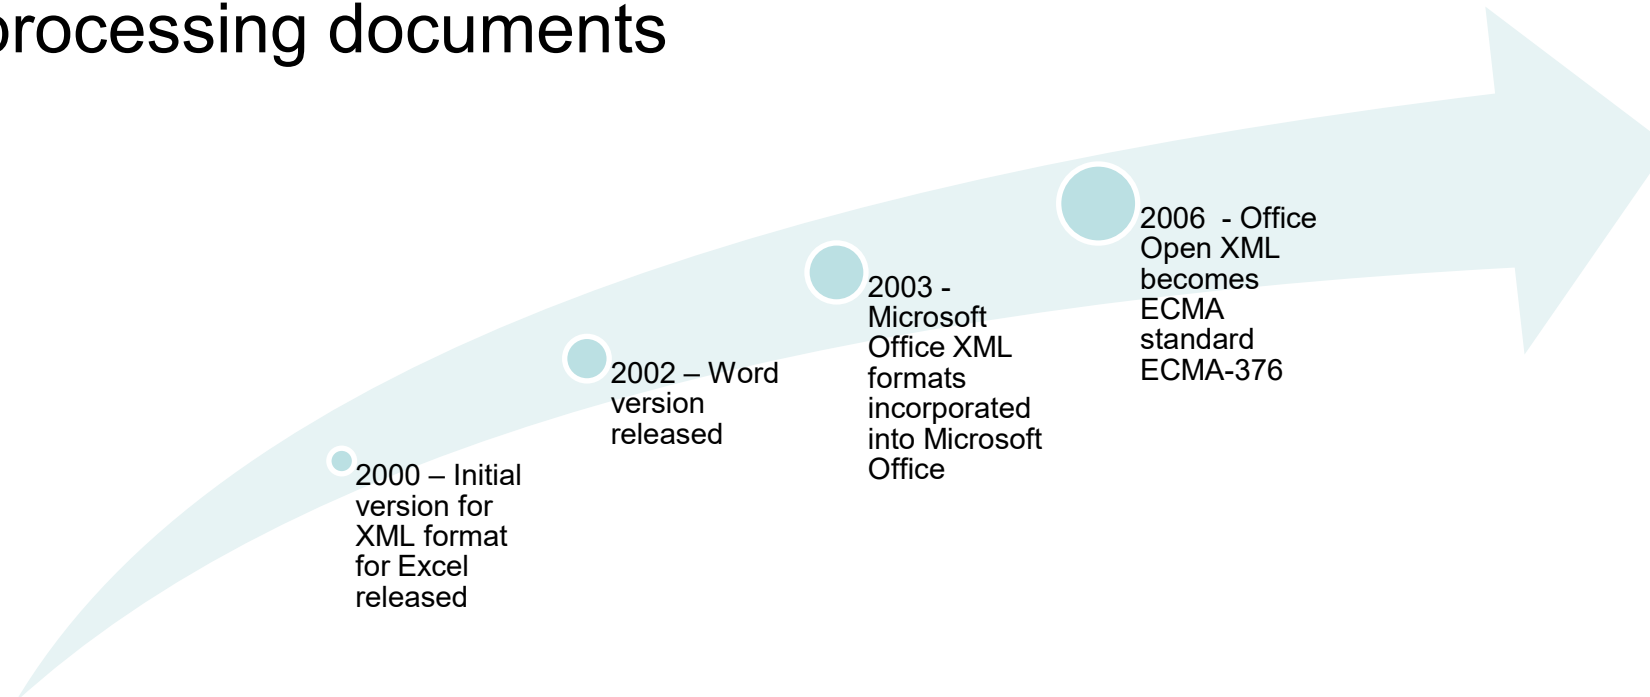 processing documents
2000 – Initial
version for
XML format
for Excel
released
2002 – Word
version
released
2003 -
Microsoft
Office XML
formats
incorporated
into Microsoft
Office
2006  - Office
Open XML
becomes
ECMA
standard
ECMA-376